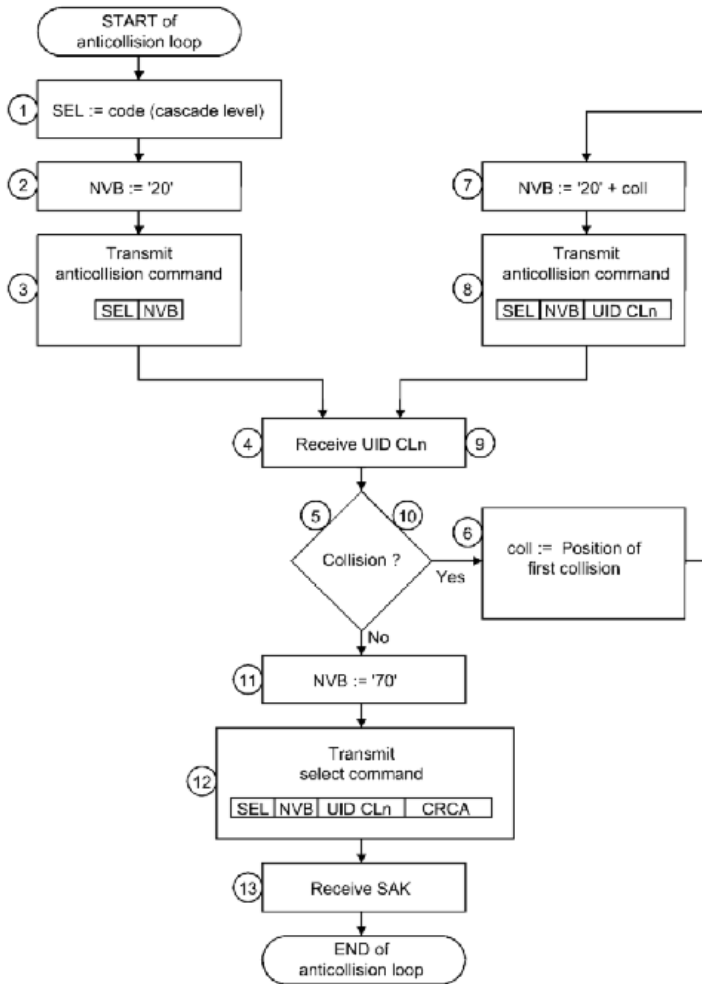 START of
anticollision loop
1
SEL := code (cascade level)
2
NVB := '20'
3
Transmit
anticollision command
SEL NVB
7
NVB := '20' + coll
8
Transmit
anticollision command
SEL NVB UID CLn
4
Receive UID CLn
9
5
10
Collision ?
Yes
No
6
coll := Position of
first collision
11
NVB := '70'
12
Transmit
select command
SEL NVB UID CLn CRCA
13
Receive SAK
END of
anticollision loop